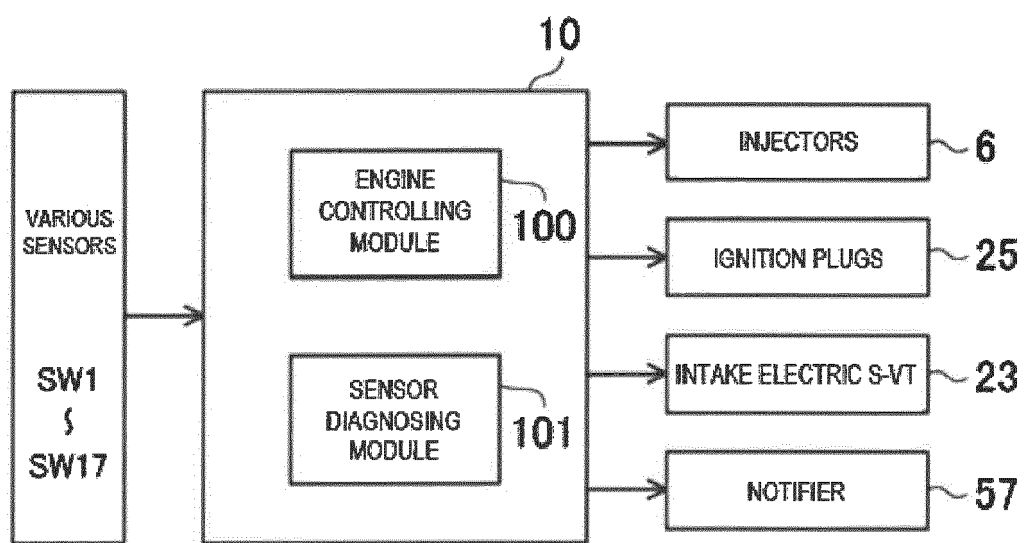 10
VARIOUS
SENSORS
SW1
~
SW17
ENGINE
CONTROLLING
MODULE
100
SENSOR
DIAGNOSING
MODULE
101
INJECTORS
6
IGNITION PLUGS
25
INTAKE ELECTRIC S-VT
23
NOTIFIER
57